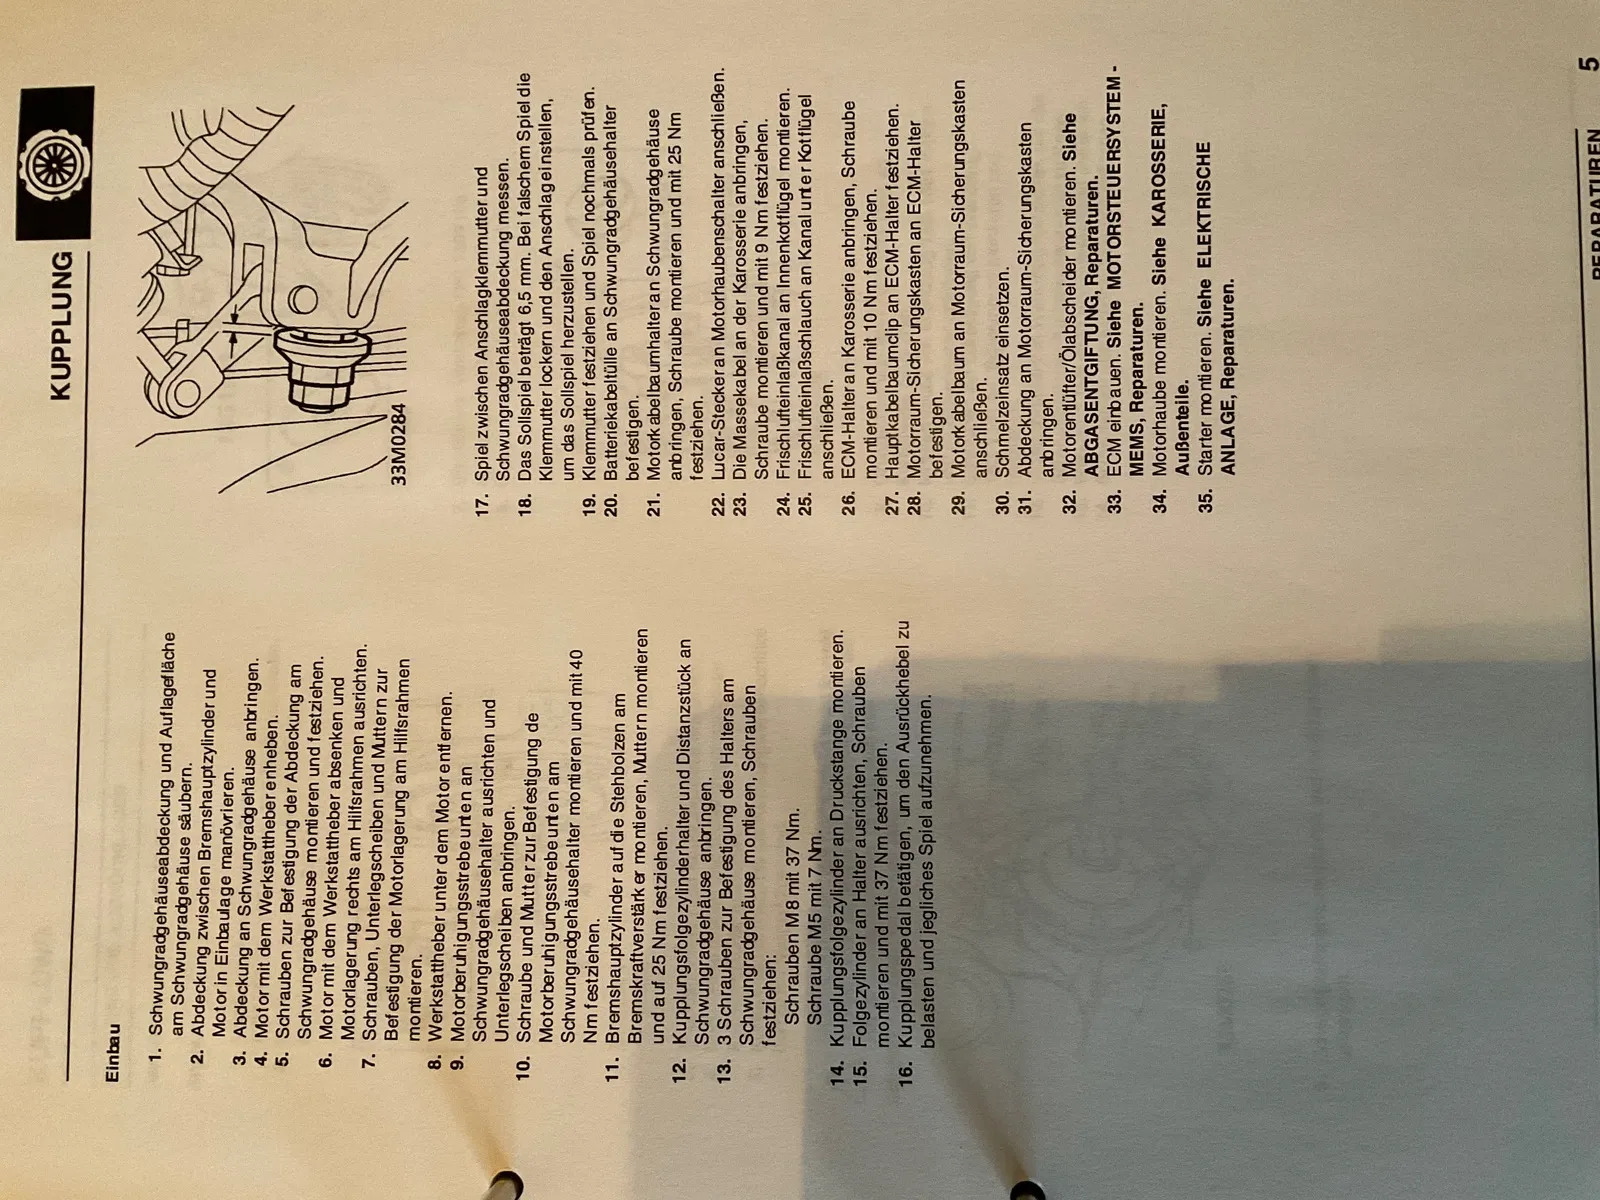 KUPPLUNG
Einbau
1. Schwungradgehäuseabdeckung und Auflagefläche
am Schwungradgehäuse säubern.
2. Abdeckung zwischen Bremshauptzylinder und
Motor in Einbaulage manövrieren.
3. Abdeckung an Schwungradgehäuse anbringen.
4. Motor mit dem Werkstattheber enheben.
5. Schrauben zur Befestigung der Abdeckung am
Schwungradgehäuse montieren und festziehen.
6. Motor mit dem Werkstattheber absenken und
Motorlagerung rechts am Hilfsrahmen ausrichten.
7. Schrauben, Unterlegscheiben und Muttern zur
Befestigung der Motorlagerung am Hilfsrahmen
montieren.
8. Werkstattheber unter dem Motor entfernen.
9. Motorberuhigungsstrebe unten an
Schwungradgehäusehalter ausrichten und
Unterlegscheiben anbringen.
10. Schraube und Mutter zur Befestigung de
Motorberuhigungsstrebe unten am
Schwungradgehäusehalter montieren und mit 40
Nm festziehen.
11. Bremshauptzylinder auf die Stehbolzen am
Bremskraftverstärker montieren, Muttern montieren
und auf 25 Nm festziehen.
12. Kupplungsfolgezylinderhalter und Distanzstück an
Schwungradgehäuse anbringen.
13. 3 Schrauben zur Befestigung des Halters am
Schwungradgehäuse montieren, Schrauben
festziehen:
Schrauben M8 mit 37 Nm.
Schraube M5 mit 7 Nm.
14. Kupplungsfolgezylinder an Druckstange montieren.
15. Folgezylinder an Halter ausrichten, Schrauben
montieren und mit 37 Nm festziehen.
16. Kupplungspedal betätigen, um den Ausrückhebel zu
belasten und jegliches Spiel aufzunehmen.
33M0284
17. Spiel zwischen Anschlagklemmutter und
Schwungradgehäuseabdeckung messen.
18. Das Sollspiel beträgt 6,5 mm. Bei falschem Spiel die
Klemmutter lockern und den Anschlag einstellen,
um das Sollspiel herzustellen.
19. Klemmutter festziehen und Spiel nochmals prüfen.
20. Batteriekabeltülle an Schwungradgehäusehalter
befestigen.
21. Motorkabelbaumhalter an Schwungradgehäuse
anbringen, Schraube montieren und mit 25 Nm
festziehen.
22. Lucar-Stecker an Motorhaubenschalter anschließen.
23. Die Massekabel an der Karosserie anbringen,
Schraube montieren und mit 9 Nm festziehen.
24. Frischlufteinlaßkanal an Innenkotflügel montieren.
25. Frischlufteinlaßschlauch an Kanal unter Kotflügel
anschließen.
26. ECM-Halter an Karosserie anbringen, Schraube
montieren und mit 10 Nm festziehen.
27. Hauptkabelbaumclip an ECM-Halter festziehen.
28. Motorraum-Sicherungskasten an ECM-Halter
befestigen.
29. Motorkabelbaum an Motorraum-Sicherungskasten
anschließen.
30. Schmelzeinsatz einsetzen.
31. Abdeckung an Motorraum-Sicherungskasten
anbringen.
32. Motorentlüfter/Ölabscheider montieren. Siehe
ABGASENTGIFTUNG, Reparaturen.
33. ECM einbauen. Siehe MOTORSTEUERSYSTEM -
MEMS, Reparaturen.
34. Motorhaube montieren. Siehe KAROSSERIE,
Außenteile.
35. Starter montieren. Siehe ELEKTRISCHE
ANLAGE, Reparaturen.
REPARATUREN 5